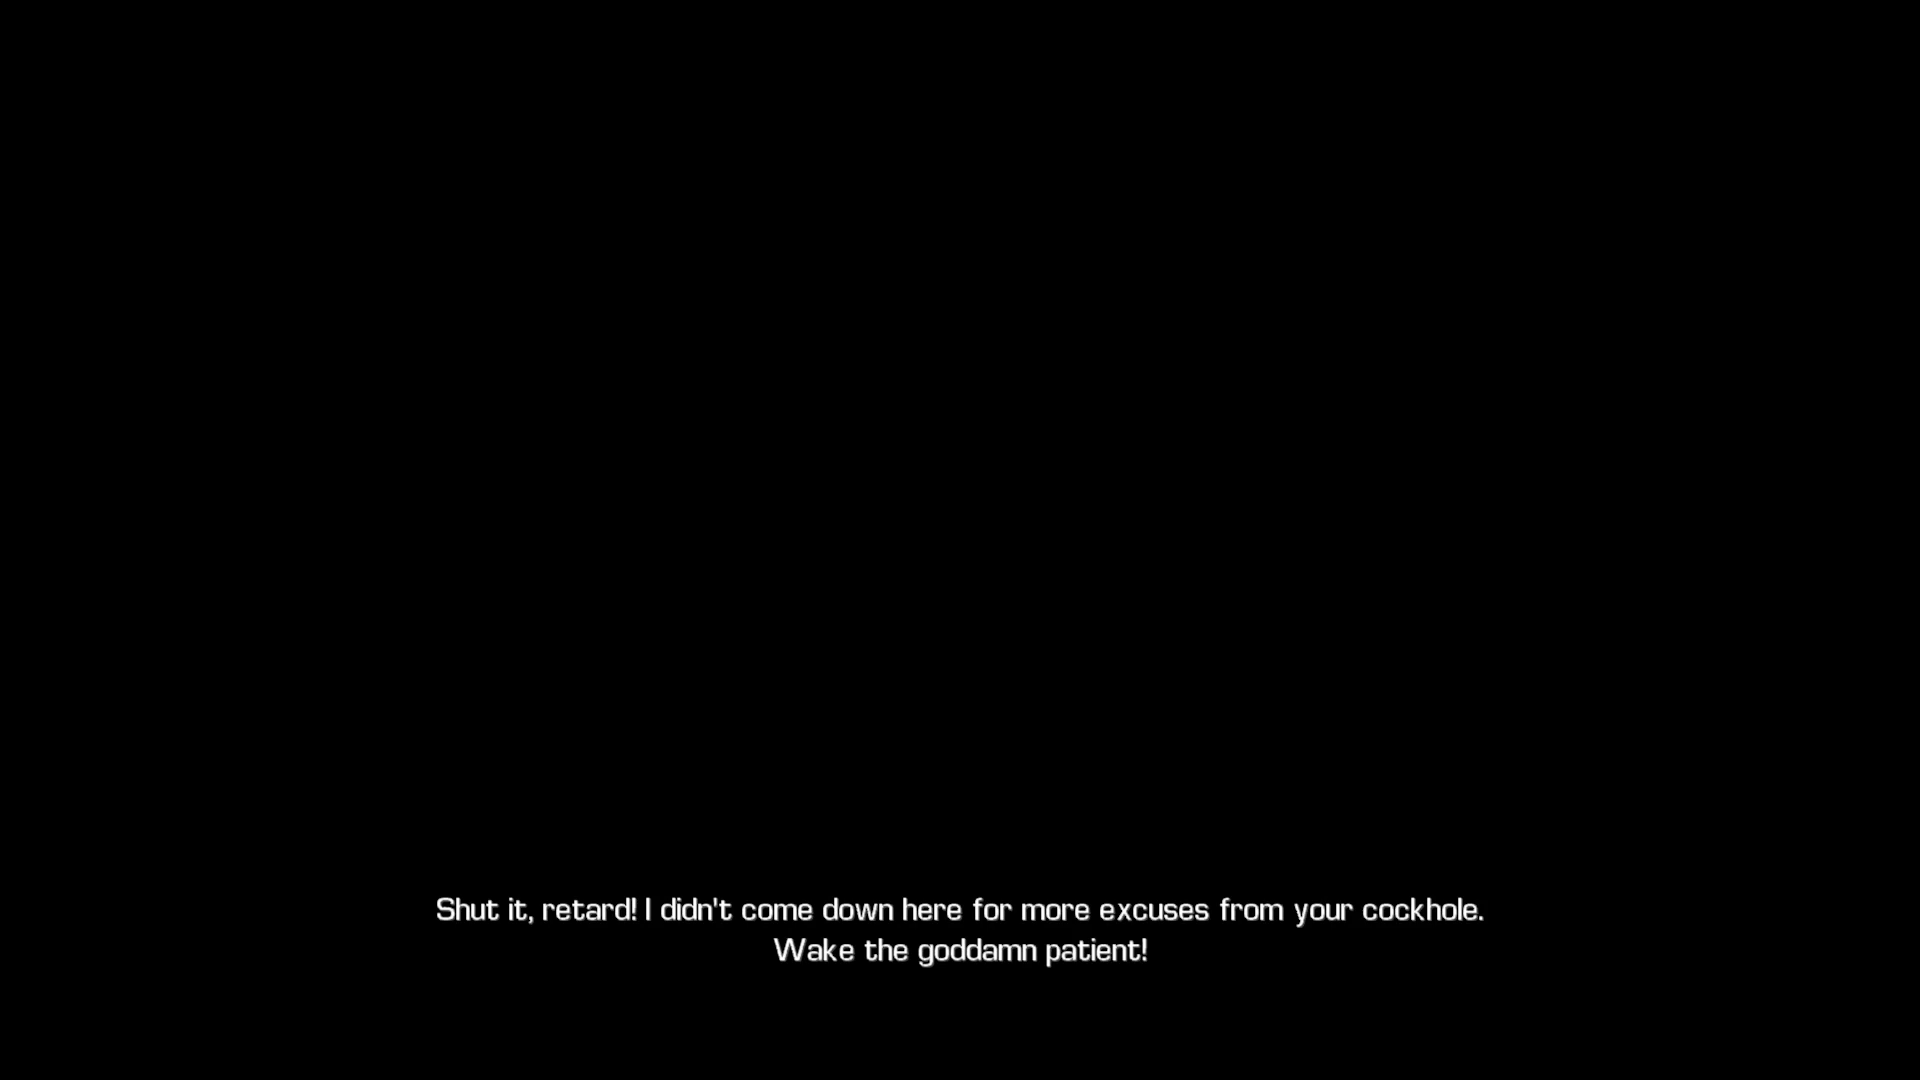 Shut it, retard! I didn't come down here for more excuses from your cockhole.
Wake the goddamn patient!